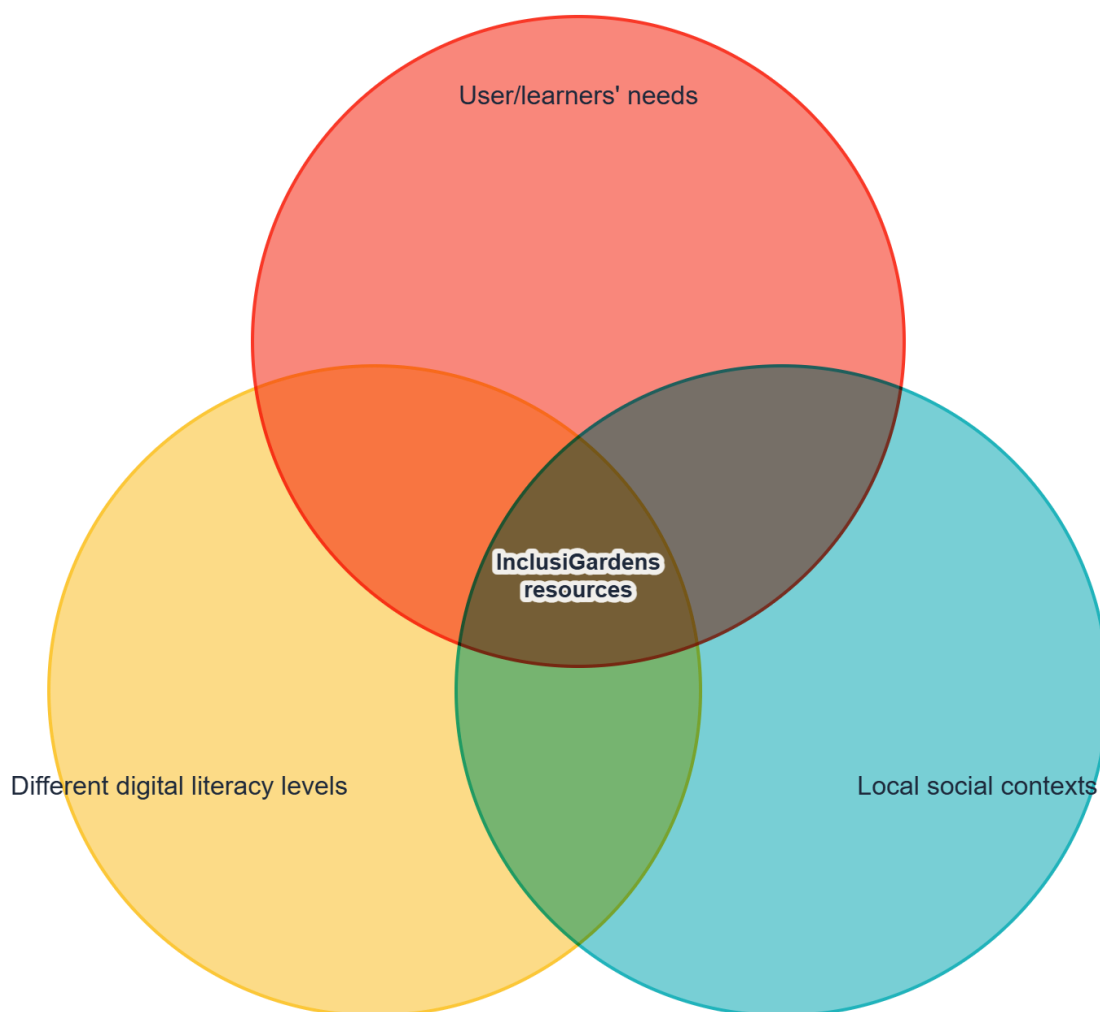 User/learners' needs
InclusiGardens
resources
Different digital literacy levels
Local social contexts